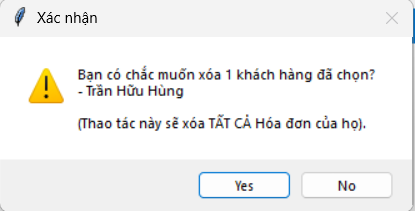 Xác nhận
Bạn có chắc muốn xóa 1 khách hàng đã chọn?
- Trần Hữu Hùng
(Thao tác này sẽ xóa TẤT CẢ Hóa đơn của họ).
Yes
No